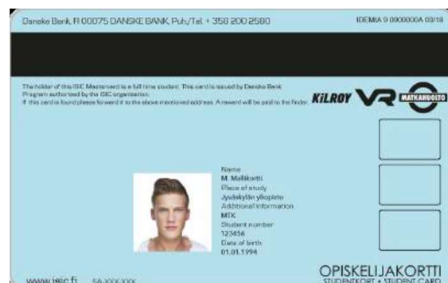 Danske Bank, FI 00075 DANSKE BANK, Puh./Tel. + 358 200 2580
IDEMIA 9 0900000A 03/18
The holder of this ISIC Mastercard is a full time student. This card is issued by Danske Bank
Program authorised by the ISIC organisation.
If this card is found please forward it to the above mentioned address. A reward will be paid to the finder.
KiLROY VR MATKAHUOLTO
Name
M. Mallikortti
Place of study
Jyväskylän yliopisto
Additional information
MTK
Student number
123456
Date of birth
01.01.1994
OPISKELIJAKORTTI
STUDENTKORT • STUDENT CARD
www.isic.fi